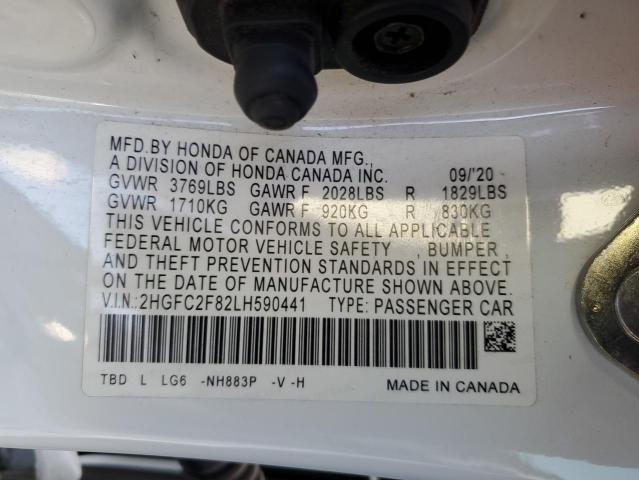 MFD.BY HONDA OF CANADA MFG.,
A DIVISION OF HONDA CANADA INC. 09/'20
GVWR 3769LBS GAWR F 2028LBS R 1829LBS
GVWR 1710KG GAWR F 920KG R 830KG
THIS VEHICLE CONFORMS TO ALL APPLICABLE
FEDERAL MOTOR VEHICLE SAFETY , BUMPER ,
AND THEFT PREVENTION STANDARDS IN EFFECT
ON THE DATE OF MANUFACTURE SHOWN ABOVE.
V.I.N.:2HGFC2F82LH590441 TYPE: PASSENGER CAR
TBD L LG6 -NH883P -V -H MADE IN CANADA